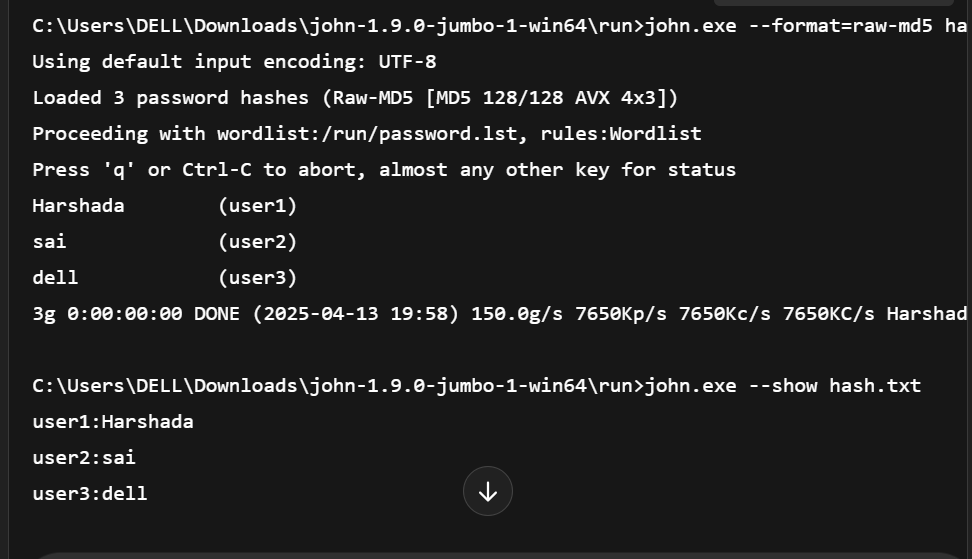 C:\Users\DELL\Downloads\john-1.9.0-jumbo-1-win64\run>john.exe --format=raw-md5 ha
Using default input encoding: UTF-8
Loaded 3 password hashes (Raw-MD5 [MD5 128/128 AVX 4x3])
Proceeding with wordlist:/run/password.lst, rules:Wordlist
Press 'q' or Ctrl-C to abort, almost any other key for status
Harshada        (user1)
sai             (user2)
dell            (user3)
3g 0:00:00:00 DONE (2025-04-13 19:58) 150.0g/s 7650Kp/s 7650Kc/s 7650KC/s Harshad
C:\Users\DELL\Downloads\john-1.9.0-jumbo-1-win64\run>john.exe --show hash.txt
user1:Harshada
user2:sai
user3:dell